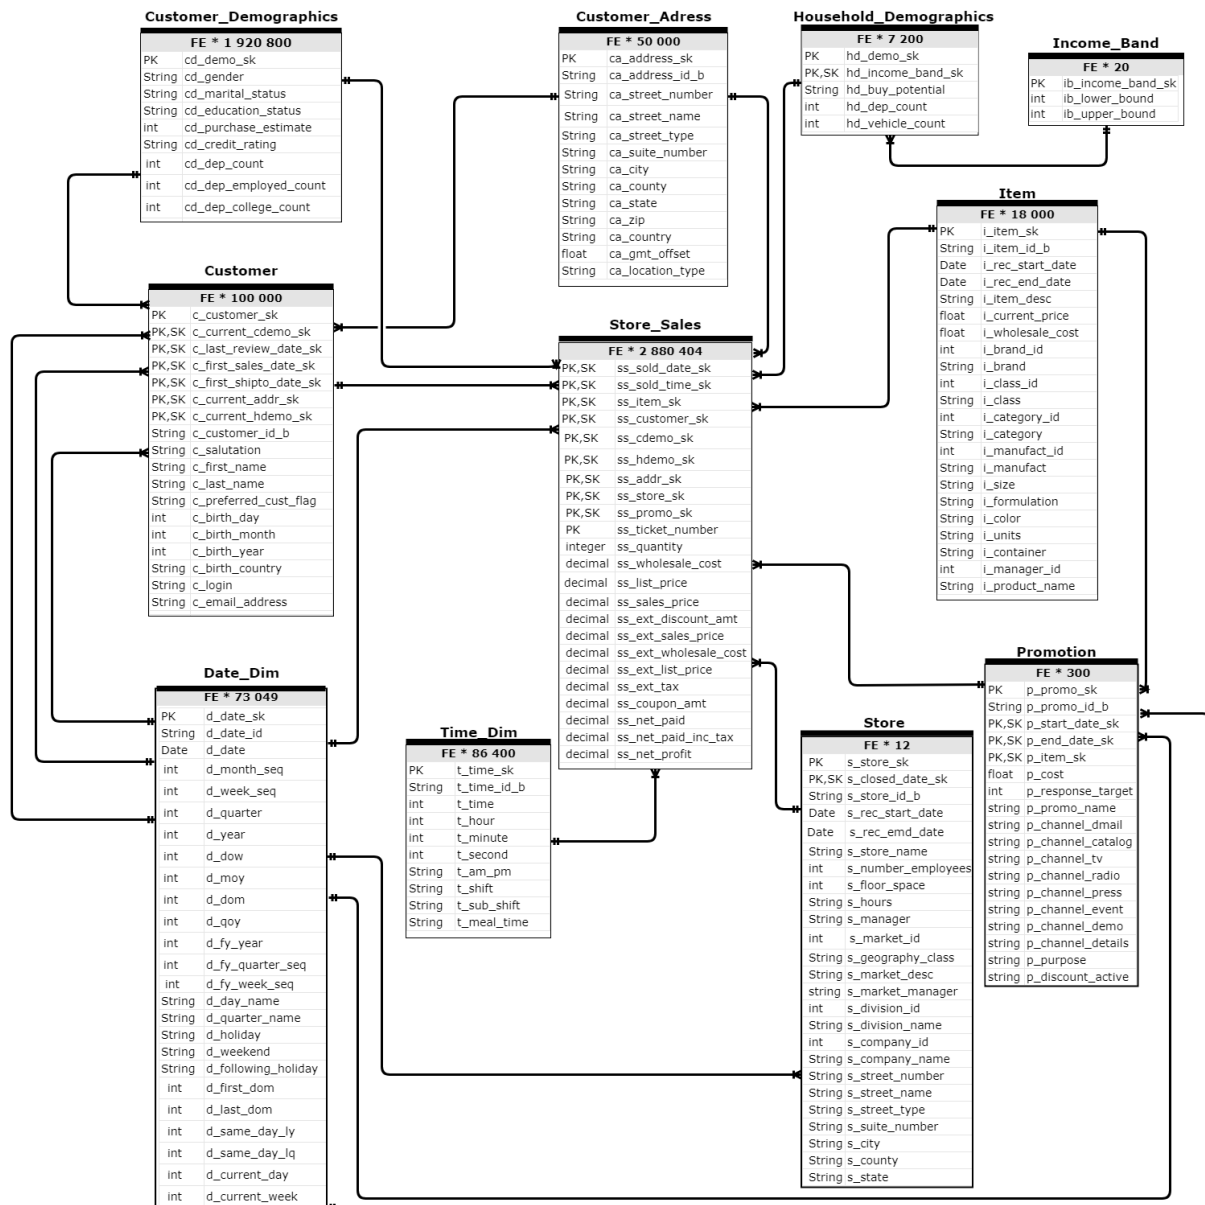 Customer_Demographics
FE * 1 920 800
PK cd_demo_sk
String cd_gender
String cd_marital_status
String cd_education_status
int cd_purchase_estimate
String cd_credit_rating
int cd_dep_count
int cd_dep_employed_count
int cd_dep_college_count
Customer_Adress
FE * 50 000
PK ca_address_sk
String ca_address_id_b
String ca_street_number
String ca_street_name
String ca_street_type
String ca_suite_number
String ca_city
String ca_county
String ca_state
String ca_zip
String ca_country
float ca_gmt_offset
String ca_location_type
Household_Demographics
FE * 7 200
PK hd_demo_sk
PK,SK hd_income_band_sk
String hd_buy_potential
int hd_dep_count
int hd_vehicle_count
Income_Band
FE * 20
PK ib_income_band_sk
int ib_lower_bound
int ib_upper_bound
Item
FE * 18 000
PK i_item_sk
String i_item_id_b
Date i_rec_start_date
Date i_rec_end_date
String i_item_desc
float i_current_price
float i_wholesale_cost
int i_brand_id
String i_brand
int i_class_id
String i_class
int i_category_id
String i_category
int i_manufact_id
String i_manufact
String i_size
String i_formulation
String i_color
String i_units
String i_container
int i_manager_id
String i_product_name
Customer
FE * 100 000
PK c_customer_sk
PK,SK c_current_cdemo_sk
PK,SK c_last_review_date_sk
PK,SK c_first_sales_date_sk
PK,SK c_first_shipto_date_sk
PK,SK c_current_addr_sk
PK,SK c_current_hdemo_sk
String c_customer_id_b
String c_salutation
String c_first_name
String c_last_name
String c_preferred_cust_flag
int c_birth_day
int c_birth_month
int c_birth_year
String c_birth_country
String c_login
String c_email_address
Store_Sales
FE * 2 880 404
PK,SK ss_sold_date_sk
PK,SK ss_sold_time_sk
PK,SK ss_item_sk
PK,SK ss_customer_sk
PK,SK ss_cdemo_sk
PK,SK ss_hdemo_sk
PK,SK ss_addr_sk
PK,SK ss_store_sk
PK,SK ss_promo_sk
PK ss_ticket_number
integer ss_quantity
decimal ss_wholesale_cost
decimal ss_list_price
decimal ss_sales_price
decimal ss_ext_discount_amt
decimal ss_ext_sales_price
decimal ss_ext_wholesale_cost
decimal ss_ext_list_price
decimal ss_ext_tax
decimal ss_coupon_amt
decimal ss_net_paid
decimal ss_net_paid_inc_tax
decimal ss_net_profit
Date_Dim
FE * 73 049
PK d_date_sk
String d_date_id
Date d_date
int d_month_seq
int d_week_seq
int d_quarter
int d_year
int d_dow
int d_moy
int d_dom
int d_qoy
int d_fy_year
int d_fy_quarter_seq
int d_fy_week_seq
String d_day_name
String d_quarter_name
String d_holiday
String d_weekend
String d_following_holiday
int d_first_dom
int d_last_dom
int d_same_day_ly
int d_same_day_lq
int d_current_day
int d_current_week
Time_Dim
FE * 86 400
PK t_time_sk
String t_time_id_b
int t_time
int t_hour
int t_minute
int t_second
String t_am_pm
String t_shift
String t_sub_shift
String t_meal_time
Store
FE * 12
PK s_store_sk
PK,SK s_closed_date_sk
String s_store_id_b
Date s_rec_start_date
Date s_rec_emd_date
String s_store_name
int s_number_employees
int s_floor_space
String s_hours
String s_manager
int s_market_id
String s_geography_class
String s_market_desc
string s_market_manager
int s_division_id
String s_division_name
int s_company_id
String s_company_name
String s_street_number
String s_street_name
String s_street_type
String s_suite_number
String s_city
String s_county
String s_state
Promotion
FE * 300
PK p_promo_sk
String p_promo_id_b
PK,SK p_start_date_sk
PK,SK p_end_date_sk
PK,SK p_item_sk
float p_cost
int p_response_target
string p_promo_name
string p_channel_dmail
string p_channel_catalog
string p_channel_tv
string p_channel_radio
string p_channel_press
string p_channel_event
string p_channel_demo
string p_channel_details
string p_purpose
string p_discount_active